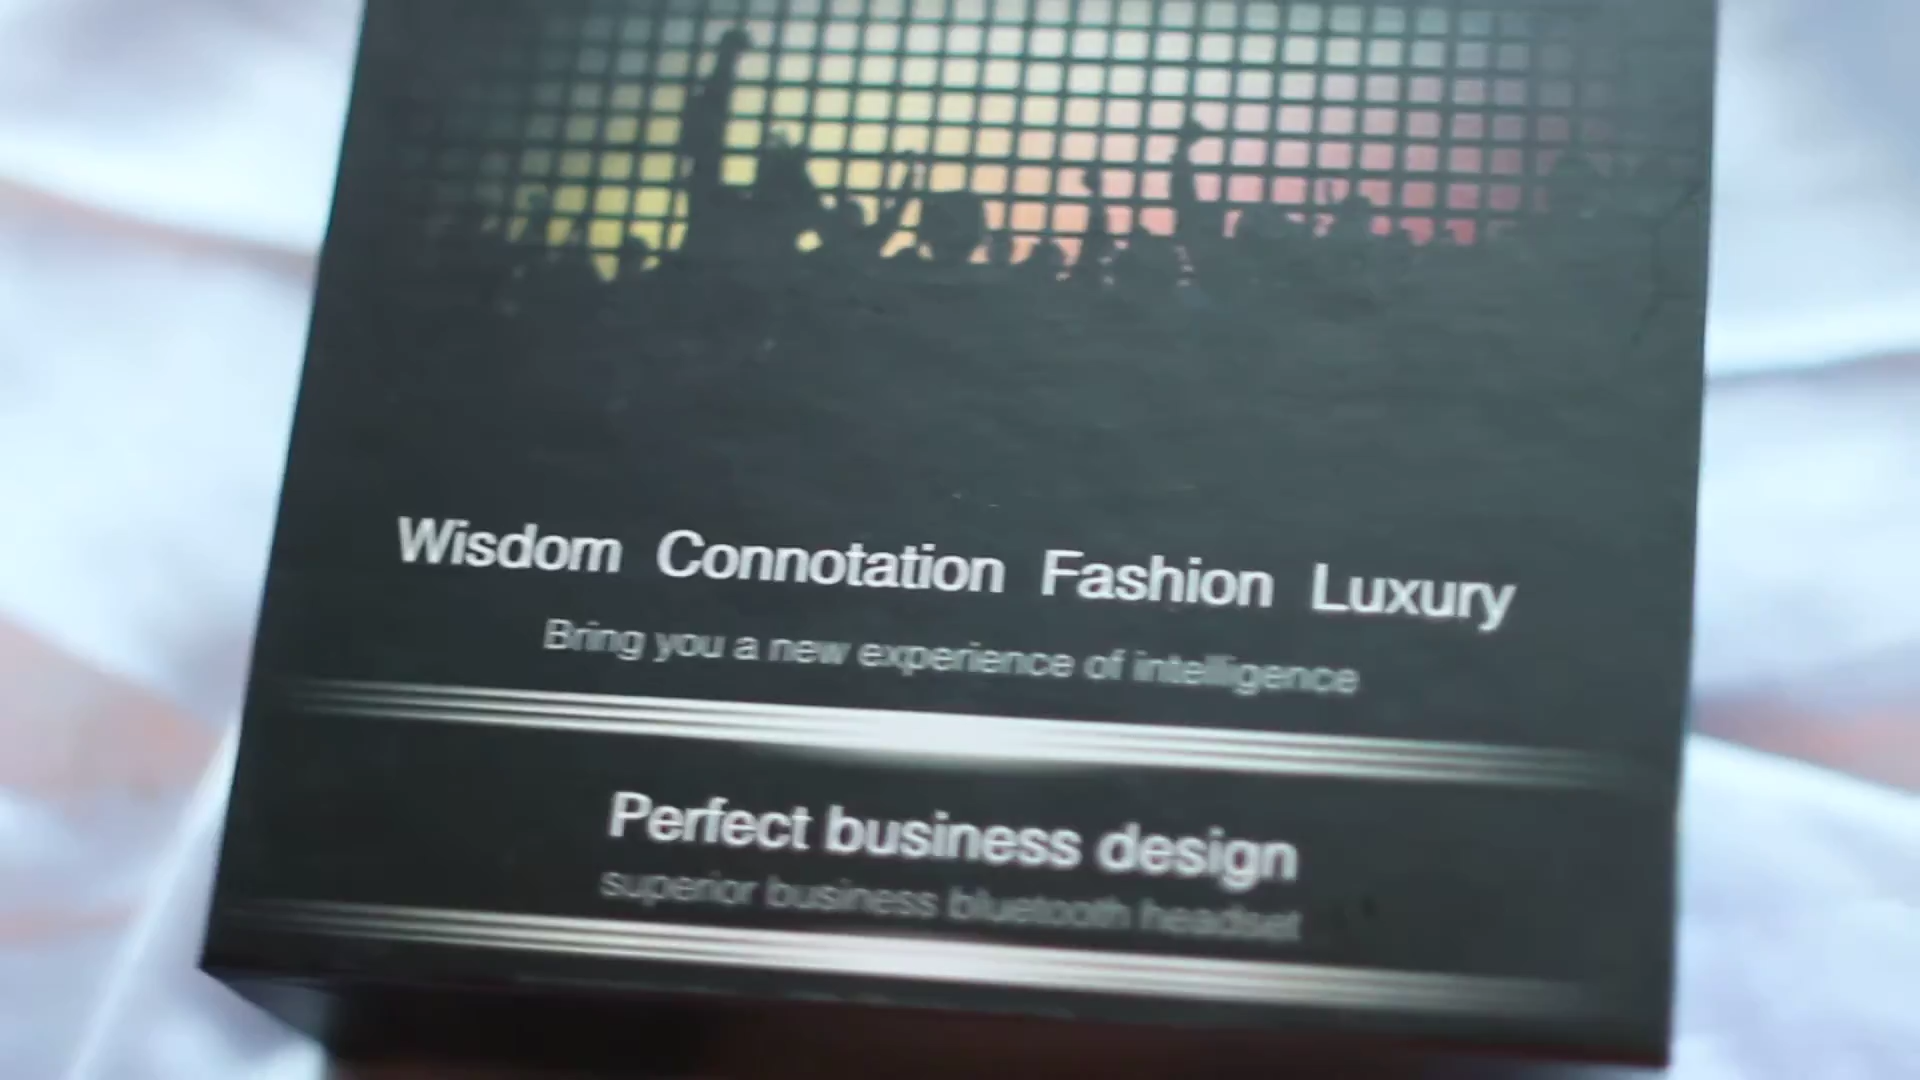 Wisdom Connotation Fashion Luxury
Bring you a new experience of intelligence
Perfect business design
superior business bluetooth headset